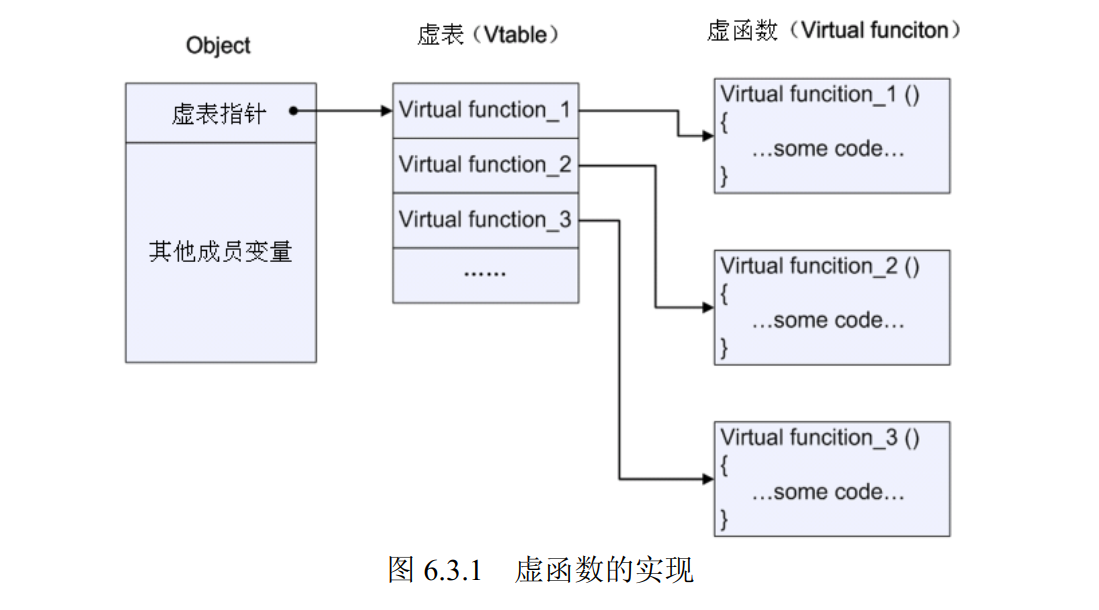 Object
虚表（Vtable）
虚函数（Virtual funciton）
虚表指针
其他成员变量
Virtual function_1
Virtual function_2
Virtual function_3
……
Virtual funcition_1 ()
{
…some code…
}
Virtual funcition_2 ()
{
…some code…
}
Virtual funcition_3 ()
{
…some code…
}
图 6.3.1 虚函数的实现